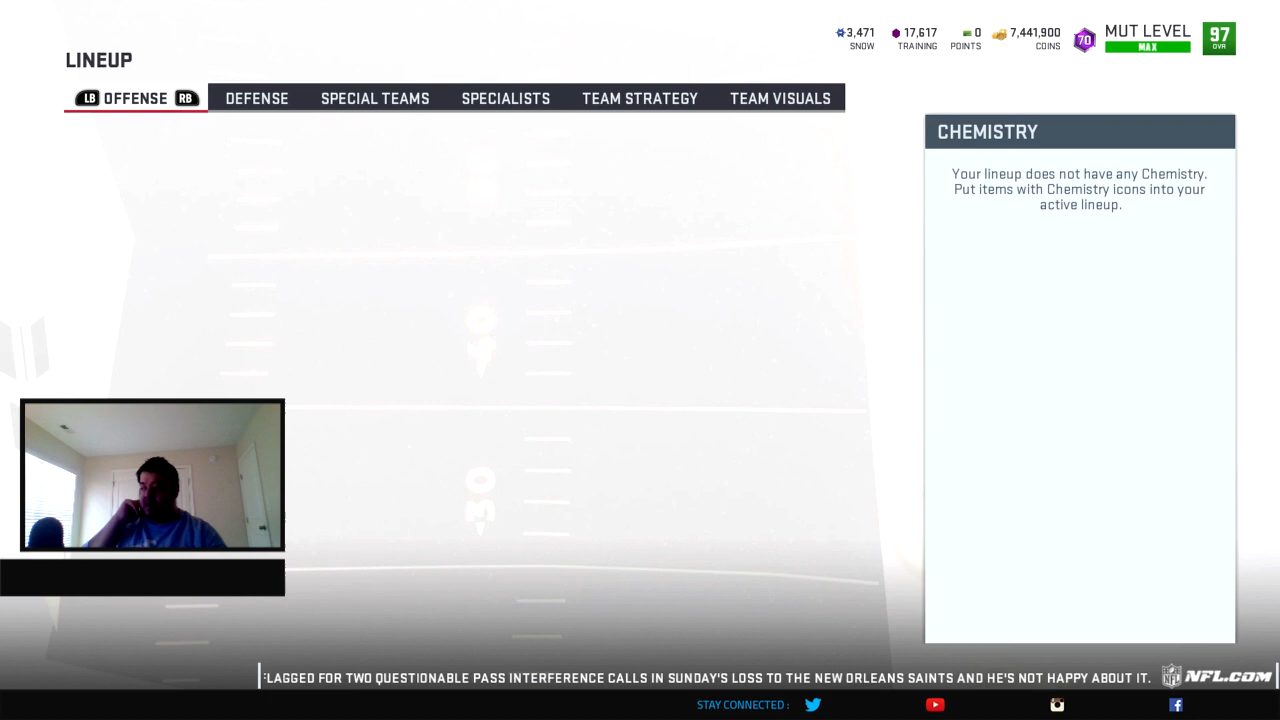 3,471
SNOW
17,617
TRAINING
0
POINTS
7,441,900
COINS
70
MUT LEVEL
MAX
97
OVR
LINEUP
LB OFFENSE RB
DEFENSE
SPECIAL TEAMS
SPECIALISTS
TEAM STRATEGY
TEAM VISUALS
CHEMISTRY
Your lineup does not have any Chemistry.
Put items with Chemistry icons into your
active lineup.
FOR TWO QUESTIONABLE PASS INTERFERENCE CALLS IN SUNDAY'S LOSS TO THE NEW ORLEANS SAINTS AND HE'S NOT HAPPY ABOUT IT.
NFL.COM
STAY CONNECTED :